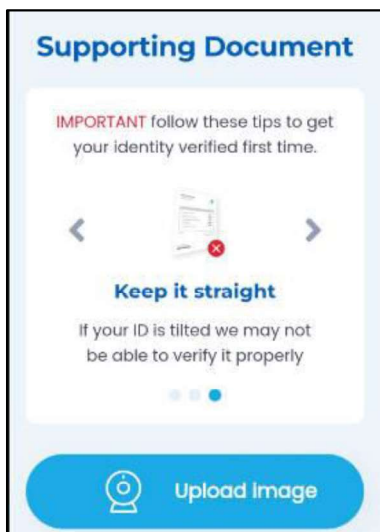 Supporting Document
IMPORTANT follow these tips to get
your identity verified first time.
Keep it straight
If your ID is tilted we may not
be able to verify it properly
Upload Image